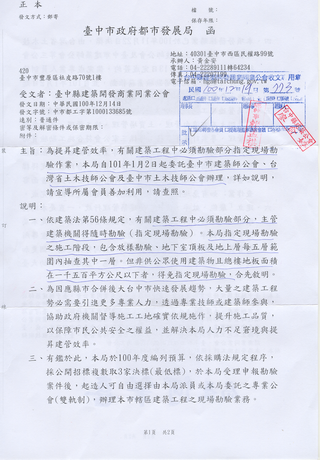 正 本
發文方式：郵寄
檔 號：
保存年限：
臺中市政府都市發展局 函
地址：40301臺中市西區民權路99號
承辦人：黃金安
電話：04-22289111轉64234
420
臺中市豐原區
受文者：臺中縣建築開發商業同業公會
發文日期：中華民國100年12月14日
發文字號：中市都工字第1000133685號
速別：普通件
密等及解密條件或保密期限：
附件：
主旨：為提昇建管效率，有關建築工程中必須勘驗部分指定現場勘
驗作業，本局自101年1月2日起委託臺中市建築師公會、台
灣省土木技師公會及臺中市土木技師公會辦理，詳如說明，
請宣導所屬會員多加利用，請查照。
說明：
一、依建築法第56條規定，有關建築工程中必須勘驗部分，主管
建築機關得隨時勘驗（指定現場勘驗）。本局指定現場勘驗
之施工階段，包含放樣勘驗，地下室頂板及地上層每五層範
圍內抽查其中一層。但非供公眾使用建築物且總樓地板面積
在一千五百平方公尺以下者，得免指定現場勘驗，合先敘明。
二、為因應縣市合併後大台中市快速發展趨勢，大量之建築工程
勢必需要引進更多專業人力，透過專業技師或建築師參與，
協助政府機關督導施工工地確實依規施作，提升施工品質，
以保障市民公共安全之權益，並解決本局人力不足窘境與提
昇建管效率。
三、有鑑於此，本局於100年度編列預算，依採購法規定程序，
採公開招標複數取3家決標（最低標），於本局受理申報勘驗
案件後，起造人可自由選擇由本局派員或本局委託之專業公
會(雙軌制)，辦理本市轄區建築工程之現場勘驗業務。
第1頁 共2頁